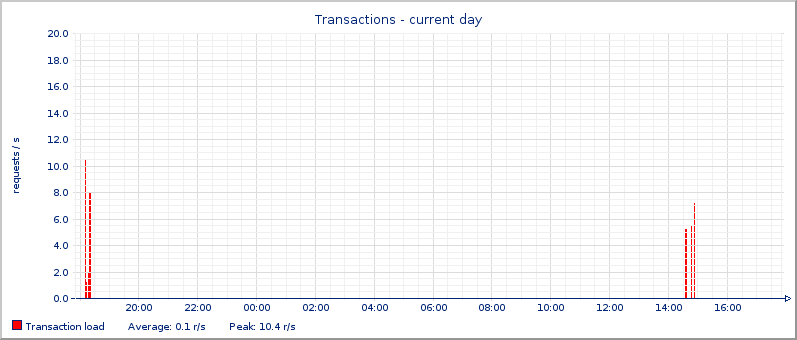 Transactions - current day
requests / s
20.0
18.0
16.0
14.0
12.0
10.0
8.0
6.0
4.0
2.0
0.0
20:00 22:00 00:00 02:00 04:00 06:00 08:00 10:00 12:00 14:00 16:00
Transaction load Average: 0.1 r/s Peak: 10.4 r/s